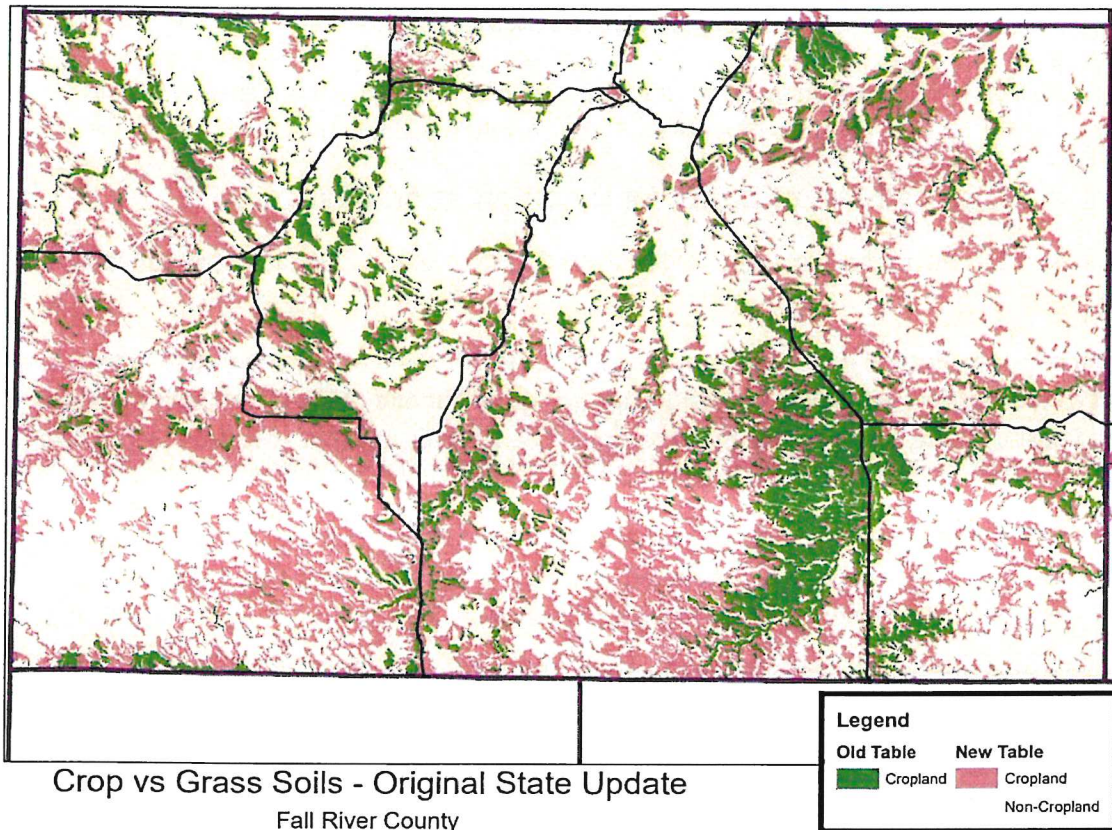 Crop vs Grass Soils - Original State Update
Fall River County
Legend
Old Table New Table
Cropland Cropland
Non-Cropland